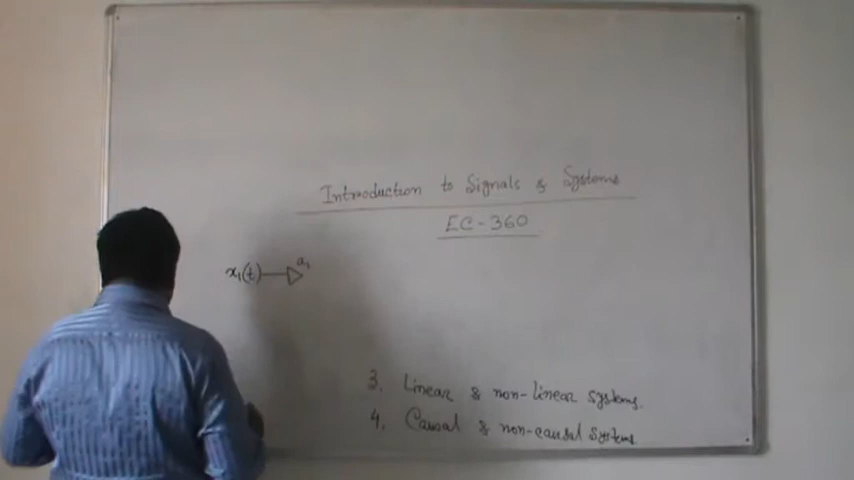 Introduction to Signals & Systems
EC-360
x₁(t) a₁
3. Linear & non-linear systems.
4. Causal & non-causal systems